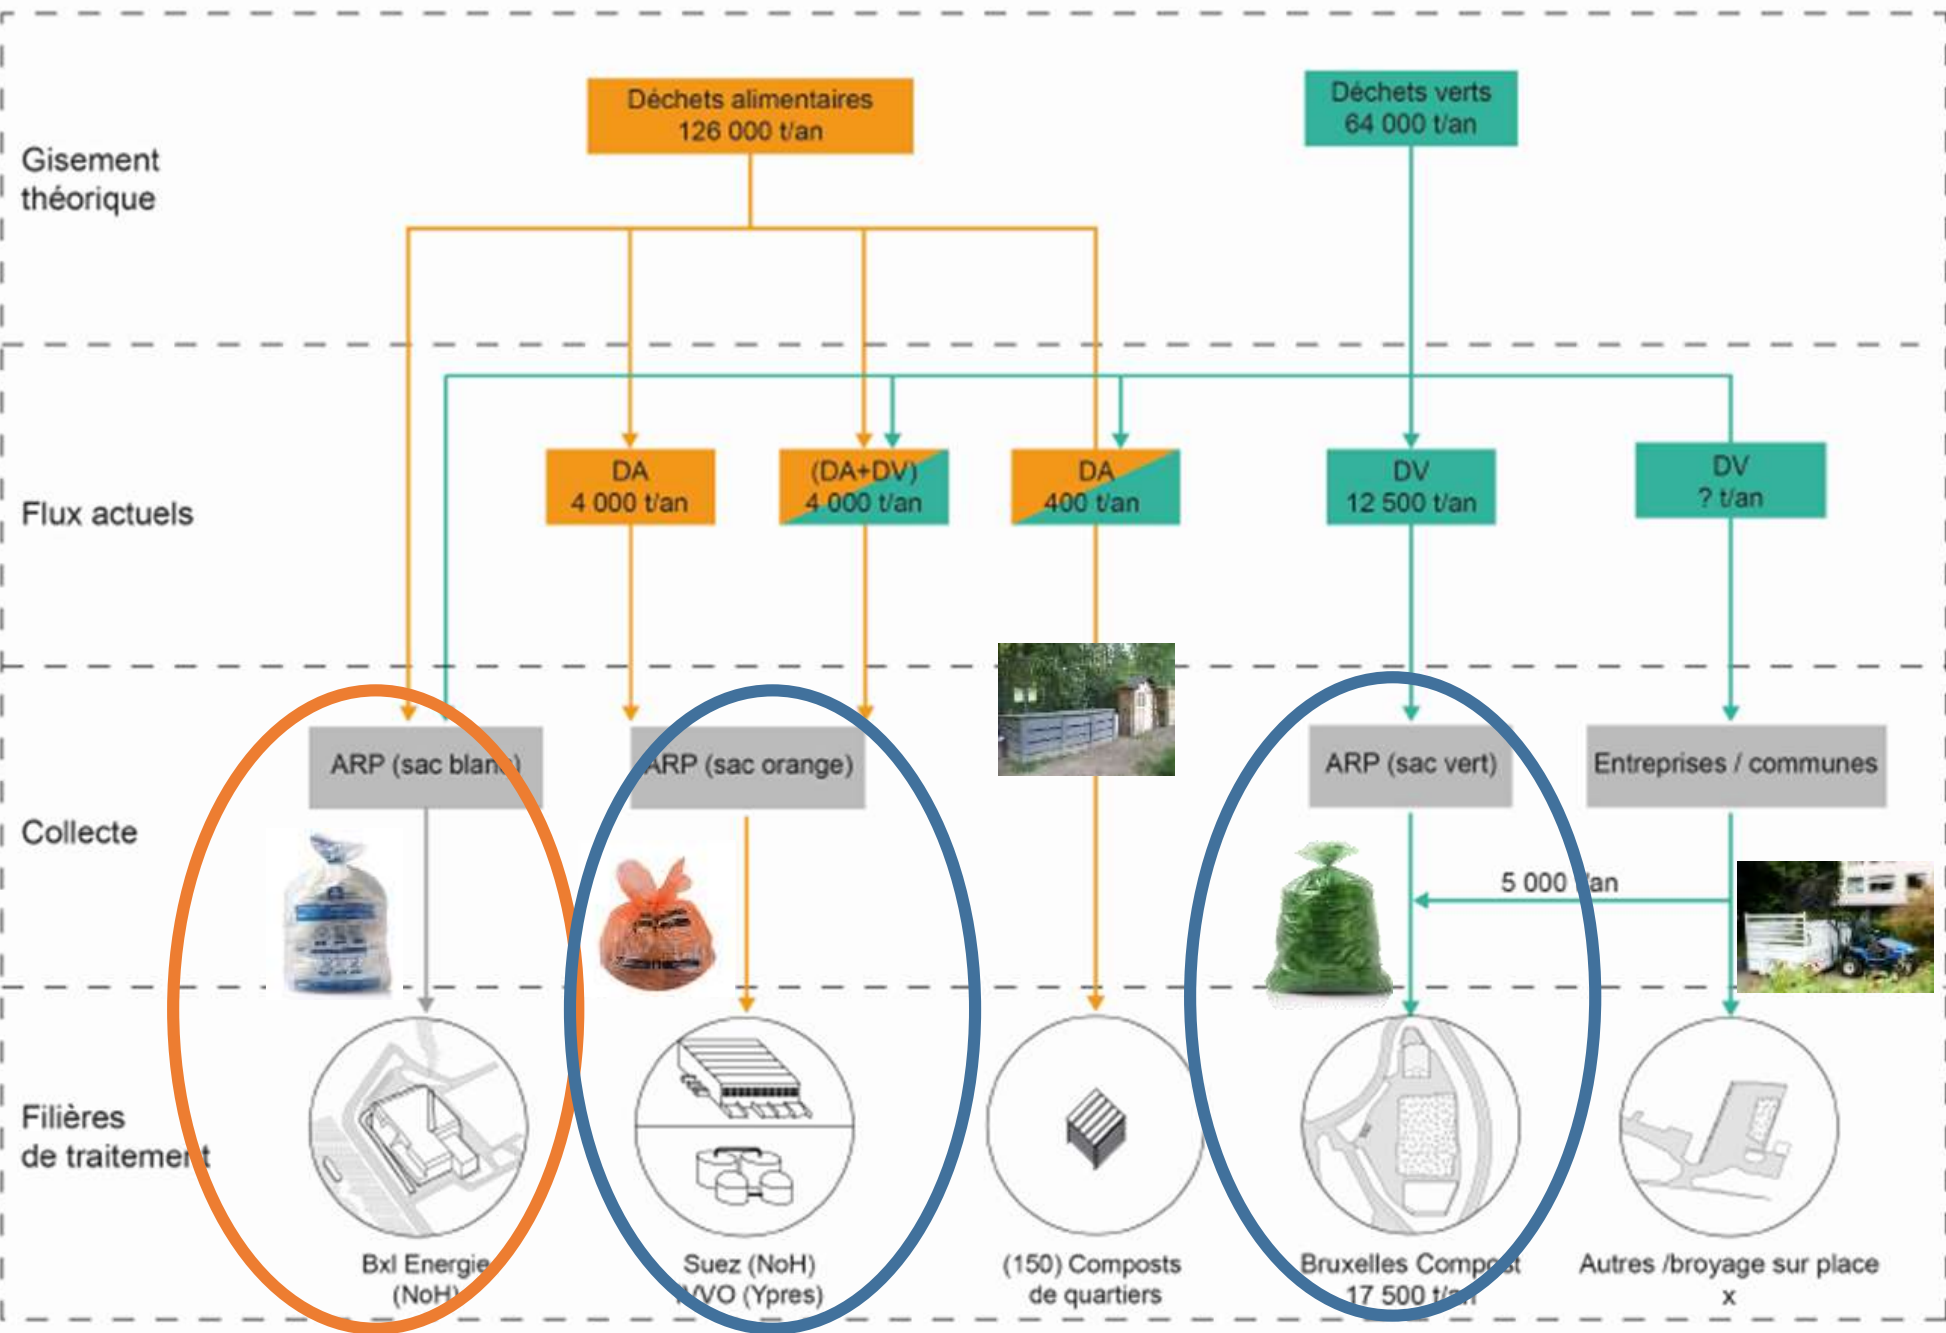 Déchets alimentaires
126 000 t/an
Déchets verts
64 000 t/an
Gisement
théorique
DA
4 000 t/an
(DA+DV)
4 000 t/an
DA
400 t/an
DV
12 500 t/an
DV
? t/an
Flux actuels
ARP (sac blanc)
ARP (sac orange)
ARP (sac vert)
Entreprises / communes
Collecte
5 000 t/an
Filières
de traitement
Bxl Energie
(NoH)
Suez (NoH)
IVVO (Ypres)
(150) Composts
de quartiers
Bruxelles Compost
17 500 t/an
Autres /broyage sur place
x